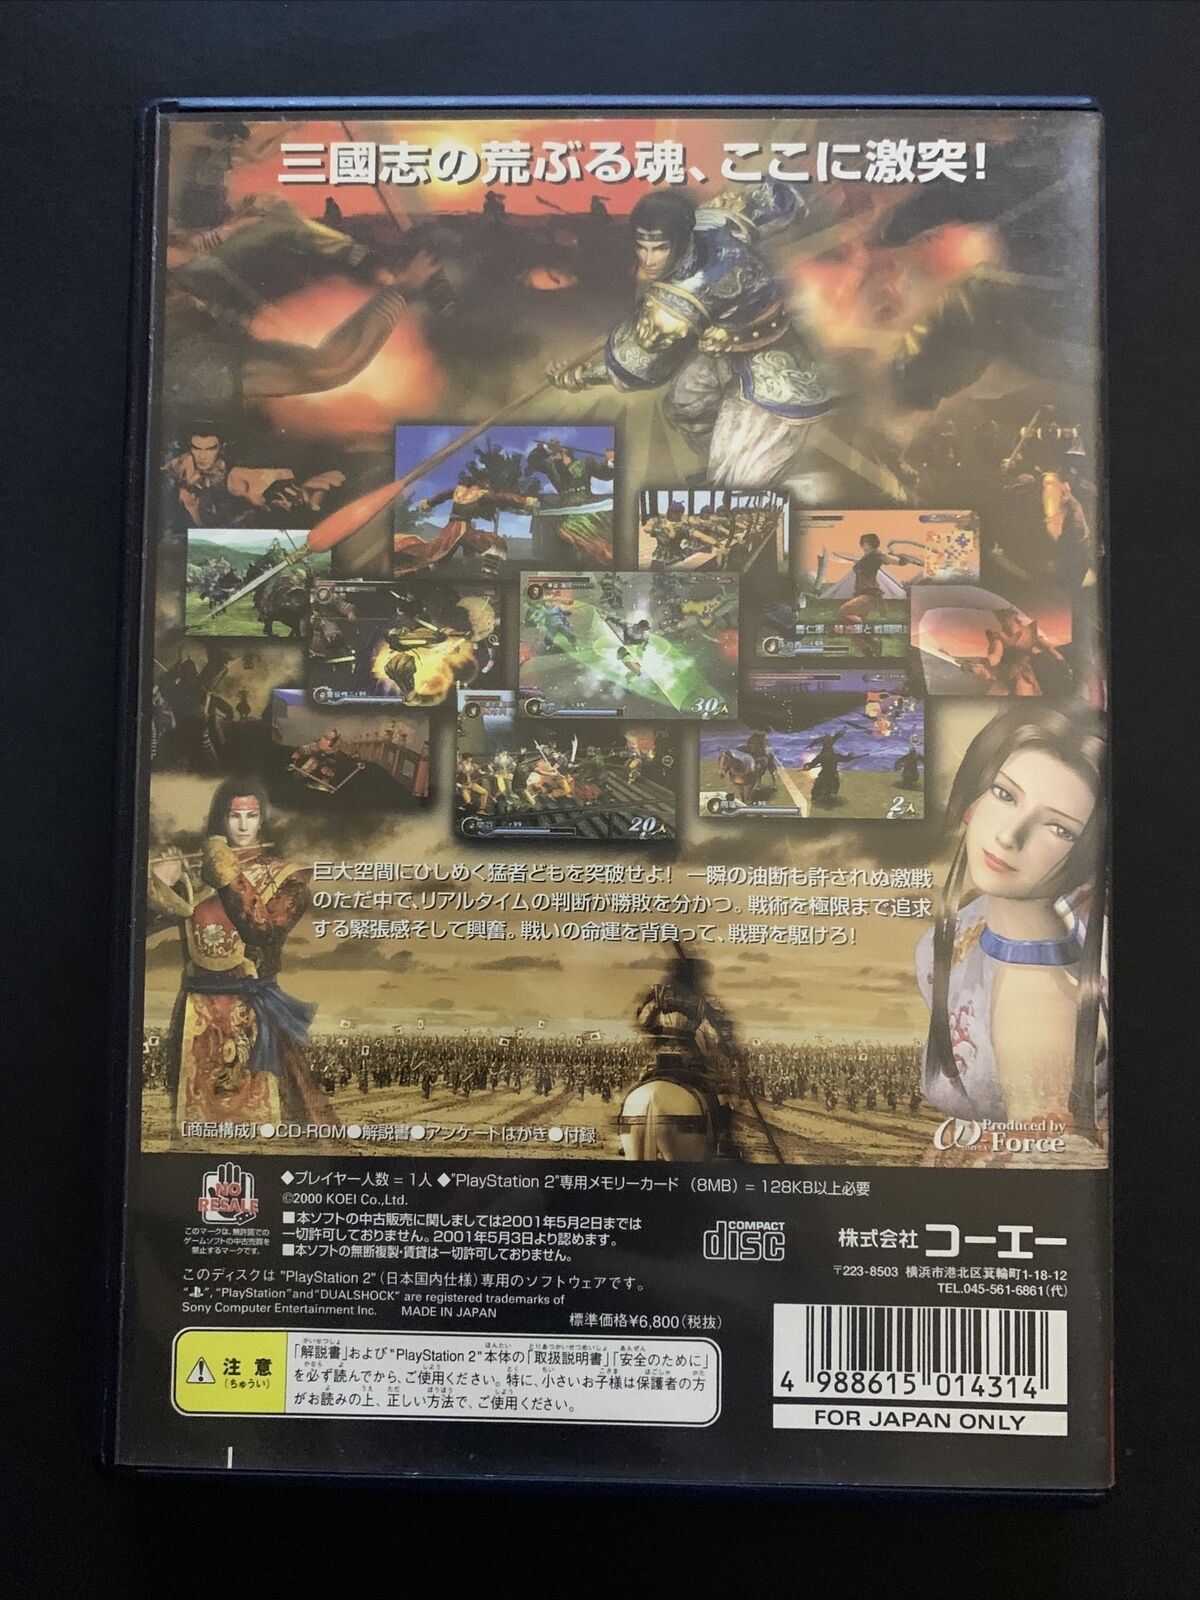 三國志の荒ぶる魂、ここに激突!
30人
20人
2人
巨大空間にひしめく猛者どもを突破せよ! 一瞬の油断も許されぬ激戦
のただ中で、リアルタイムの判断が勝敗を分かつ。戦術を極限まで追求
する緊張感そして興奮。戦いの命運を背負って、戦野を駆けろ!
[商品構成]●CD-ROM●解説書●アンケートはがき●付録
Produced by
ω-Force
OMEGA
NO
RESALE
このマークは、無許諾での
ゲームソフトの中古売買を
禁止するマークです。
◆プレイヤー人数 = 1人 ◆"PlayStation 2"専用メモリーカード (8MB) = 128KB以上必要
©2000 KOEI Co.,Ltd.
■本ソフトの中古販売に関しましては2001年5月2日までは
一切許可しておりません。2001年5月3日より認めます。
■本ソフトの無断複製・賃貸は一切許可しておりません。
COMPACT
disc
株式会社 コーエー
〒223-8503 横浜市港北区箕輪町1-18-12
TEL.045-561-6861(代)
このディスクは "PlayStation 2" (日本国内仕様) 専用のソフトウェアです。
" ", "PlayStation" and "DUALSHOCK" are registered trademarks of
Sony Computer Entertainment Inc. MADE IN JAPAN
標準価格¥6,800(税抜)
注意
(ちゅうい)
「解説書」および"PlayStation 2"本体の「取扱説明書」「安全のために」
を必ず読んでから、ご使用ください。特に、小さいお子様は保護者の方
がお読みの上、正しい方法で、ご使用ください。
4 988615 014314
FOR JAPAN ONLY